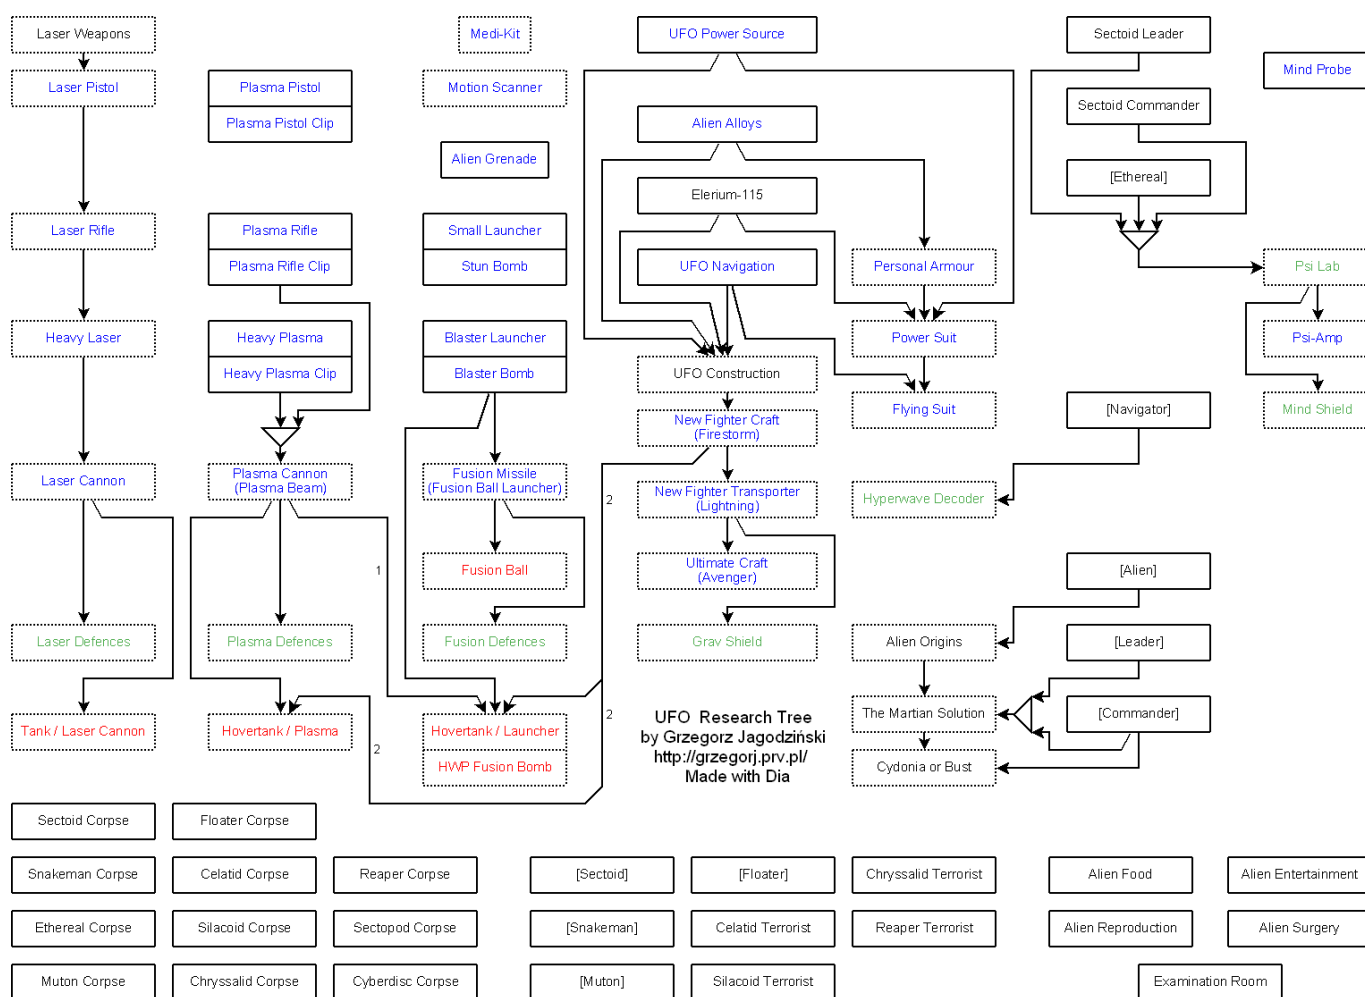 Laser Weapons
Medi-Kit
UFO Power Source
Sectoid Leader
Mind Probe
Laser Pistol
Plasma Pistol
Motion Scanner
Plasma Pistol Clip
Alien Alloys
Sectoid Commander
Alien Grenade
Elerium-115
[Ethereal]
Laser Rifle
Plasma Rifle
Small Launcher
Plasma Rifle Clip
Stun Bomb
UFO Navigation
Personal Armour
Psi Lab
Heavy Laser
Heavy Plasma
Blaster Launcher
Power Suit
Psi-Amp
Heavy Plasma Clip
Blaster Bomb
UFO Construction
New Fighter Craft
(Firestorm)
Flying Suit
[Navigator]
Mind Shield
Laser Cannon
Plasma Cannon
(Plasma Beam)
Fusion Missile
(Fusion Ball Launcher)
New Fighter Transporter
(Lightning)
Hyperwave Decoder
2
1
Fusion Ball
Ultimate Craft
(Avenger)
[Alien]
Laser Defences
Plasma Defences
Fusion Defences
Grav Shield
Alien Origins
[Leader]
2
2
Tank / Laser Cannon
Hovertank / Plasma
Hovertank / Launcher
HWP Fusion Bomb
The Martian Solution
[Commander]
Cydonia or Bust
UFO Research Tree
by Grzegorz Jagodziński
http://grzegorj.prv.pl/
Made with Dia
Sectoid Corpse
Floater Corpse
Snakeman Corpse
Celatid Corpse
Reaper Corpse
[Sectoid]
[Floater]
Chryssalid Terrorist
Alien Food
Alien Entertainment
Ethereal Corpse
Silacoid Corpse
Sectopod Corpse
[Snakeman]
Celatid Terrorist
Reaper Terrorist
Alien Reproduction
Alien Surgery
Muton Corpse
Chryssalid Corpse
Cyberdisc Corpse
[Muton]
Silacoid Terrorist
Examination Room